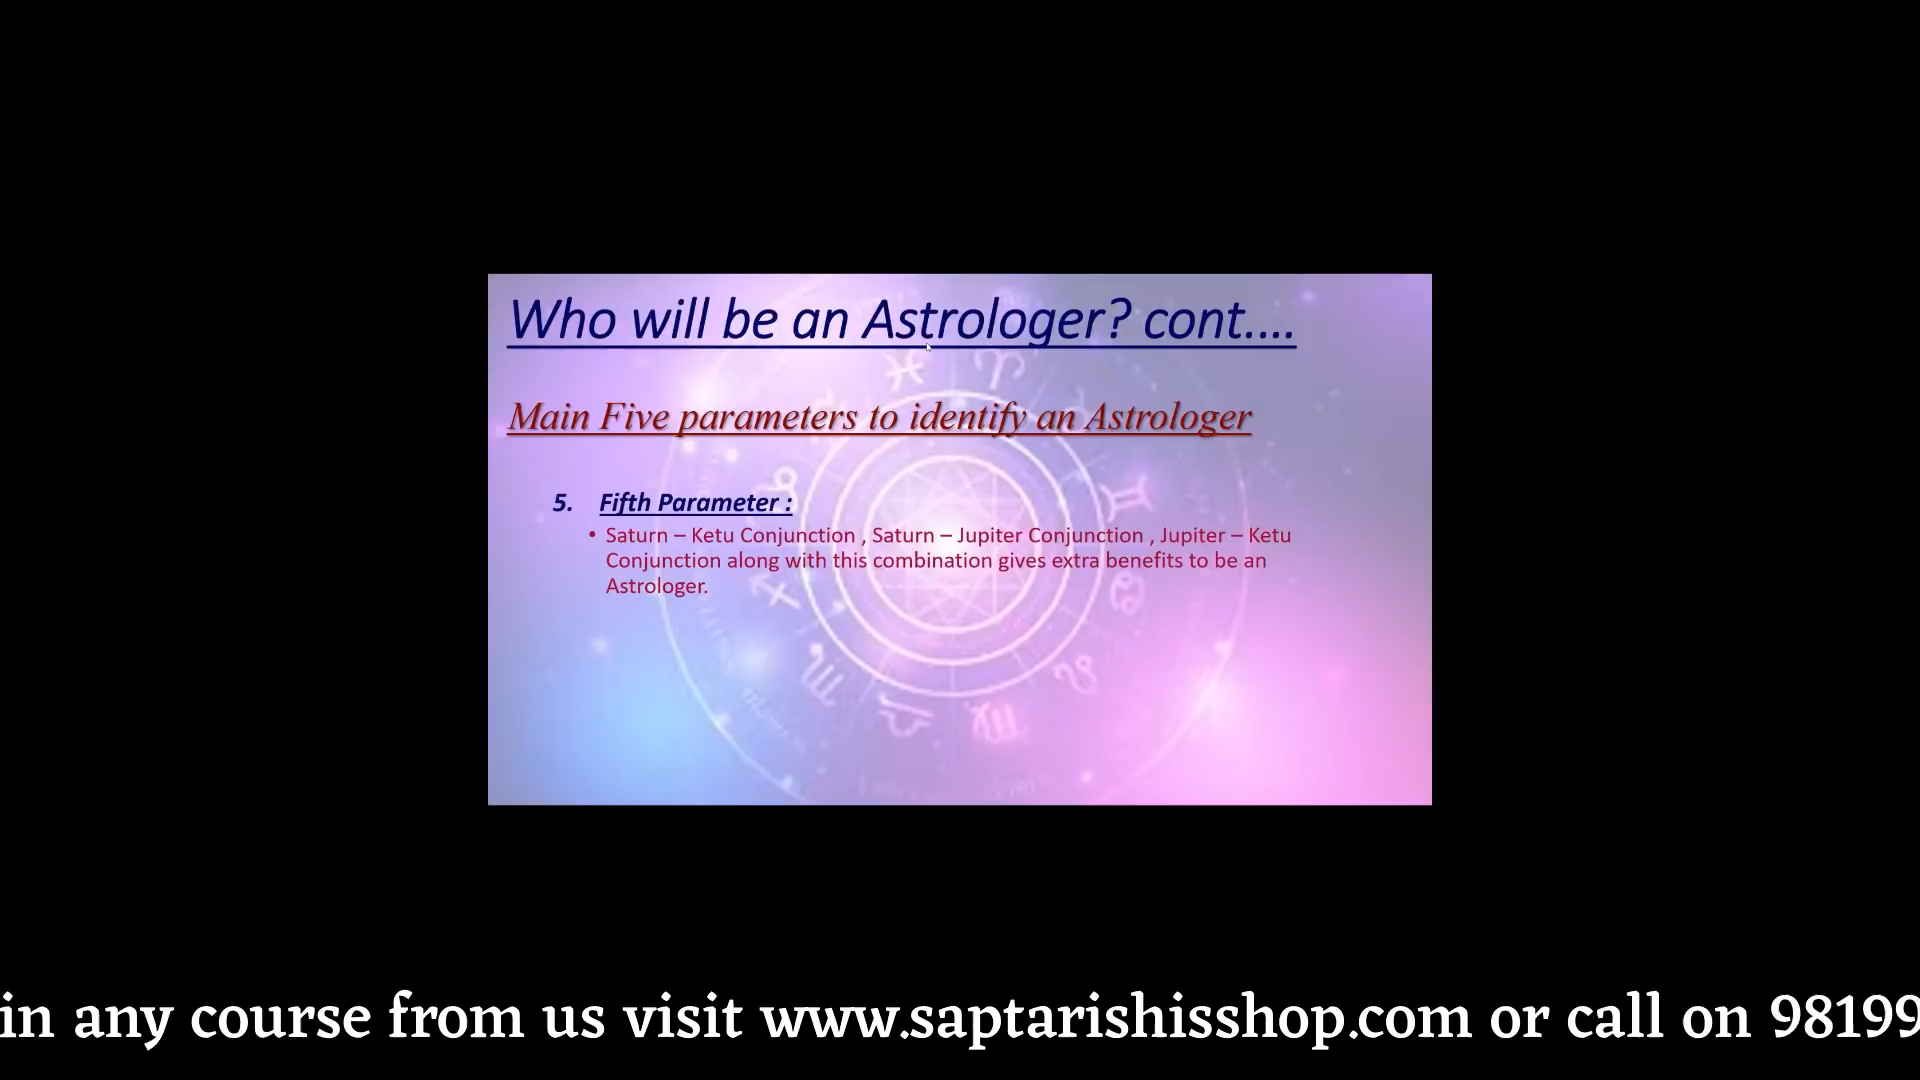 Who will be an Astrologer? cont....
Main Five parameters to identify an Astrologer
5. Fifth Parameter :
• Saturn – Ketu Conjunction , Saturn – Jupiter Conjunction , Jupiter – Ketu
Conjunction along with this combination gives extra benefits to be an
Astrologer.
in any course from us visit www.saptarishisshop.com or call on 98199